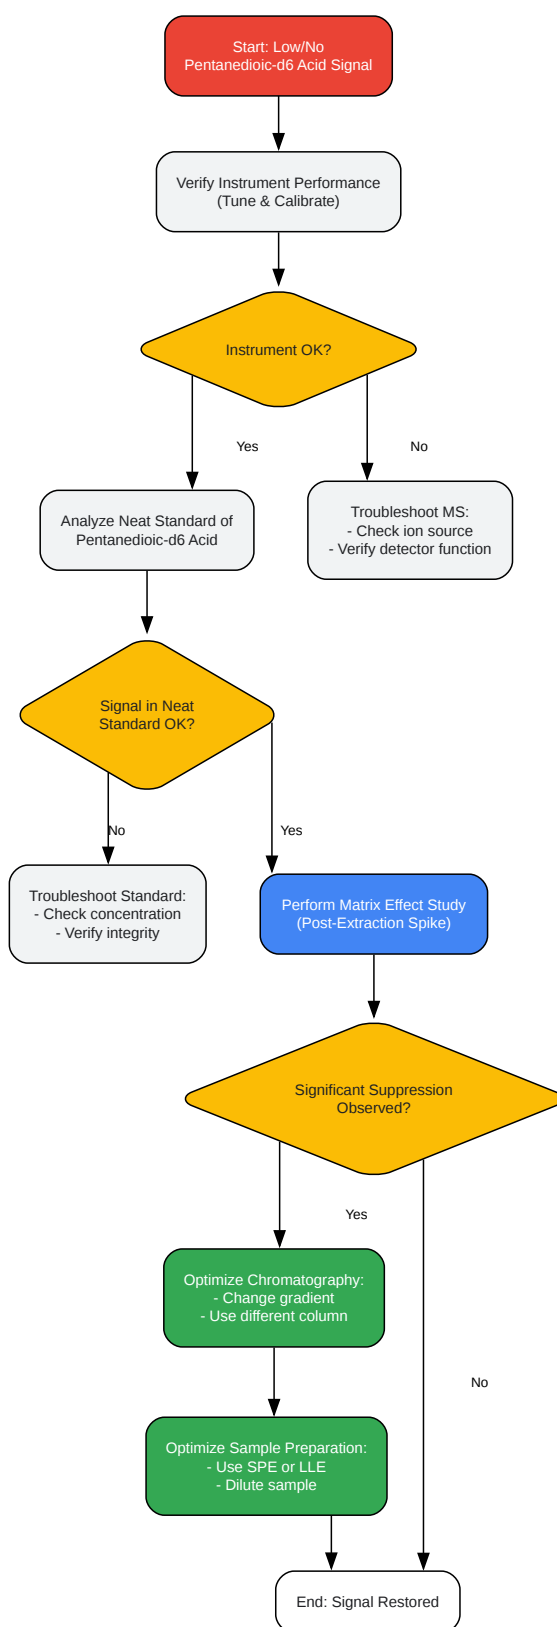 Start: Low/No
Pentanedioic-d6 Acid Signal
Verify Instrument Performance
(Tune & Calibrate)
Instrument OK?
Yes
No
Analyze Neat Standard of
Pentanedioic-d6 Acid
Troubleshoot MS:
- Check ion source
- Verify detector function
Signal in Neat
Standard OK?
No
Yes
Troubleshoot Standard:
- Check concentration
- Verify integrity
Perform Matrix Effect Study
(Post-Extraction Spike)
Significant Suppression
Observed?
Yes
Optimize Chromatography:
- Change gradient
- Use different column
No
Optimize Sample Preparation:
- Use SPE or LLE
- Dilute sample
End: Signal Restored